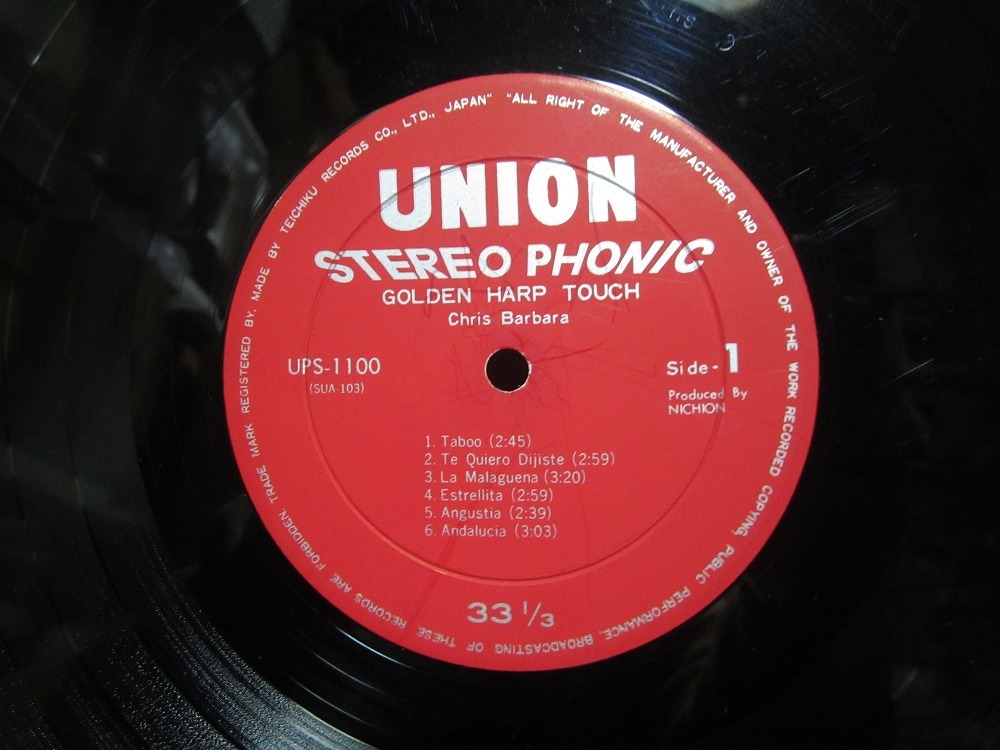 UNION
STEREO PHONIC
GOLDEN HARP TOUCH
Chris Barbara
UPS-1100
(SUA-103)
Side-1
Produced By
NICHION
1. Taboo (2:45)
2. Te Quiero Dijiste (2:59)
3. La Malaguena (3:20)
4. Estrellita (2:59)
5. Angustia (2:39)
6. Andalucia (3:03)
33 1/3
TRADE MARK REGISTERED BY. MADE BY TEICHIKU RECORDS CO., LTD., JAPAN" "ALL RIGHT OF THE MANUFACTURER AND OWNER OF THE WORK RECORDED COPYING, PUBLIC PERFORMANCE, BROADCASTING OF THESE RECORDS ARE FORBIDDEN.